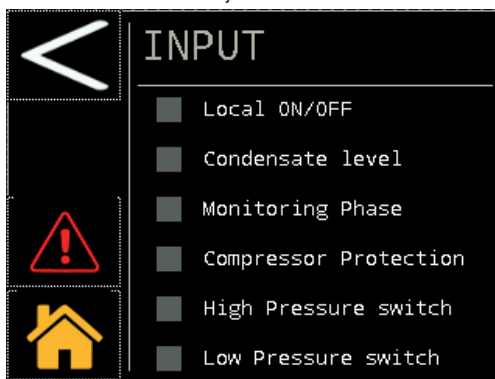 INPUT
Local ON/OFF
Condensate level
Monitoring Phase
Compressor Protection
High Pressure switch
Low Pressure switch